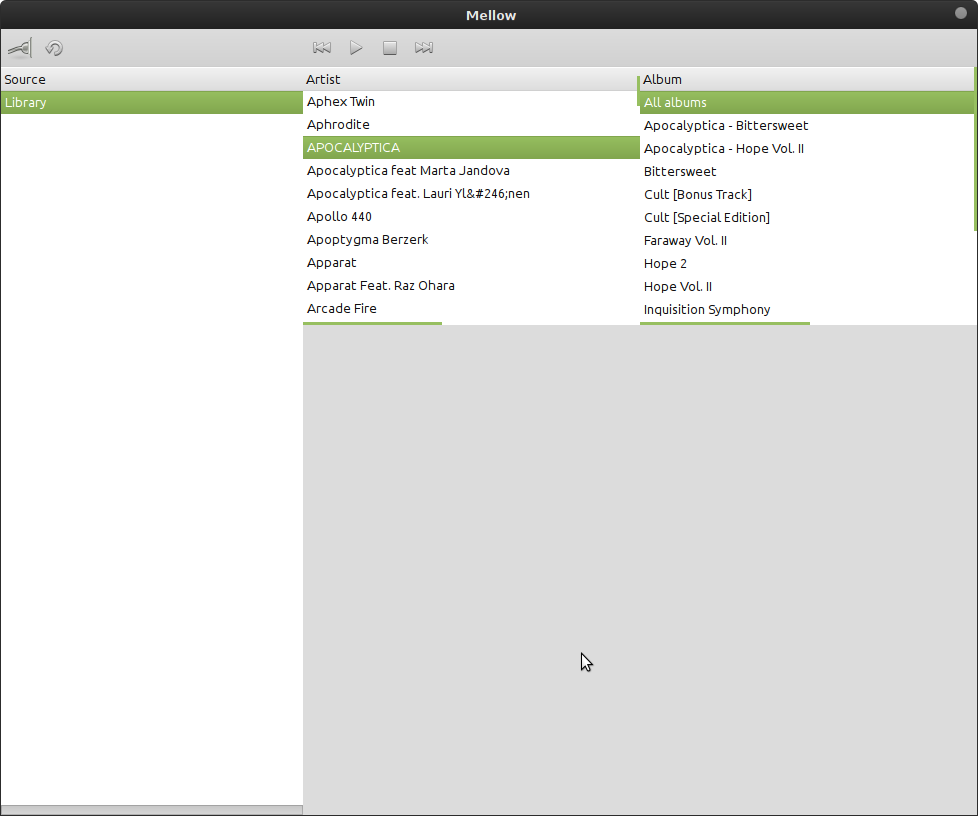 Mellow
Source
Library
Artist
Aphex Twin
Aphrodite
APOCALYPTICA
Apocalyptica feat Marta Jandova
Apocalyptica feat. Lauri Yl&#246;nen
Apollo 440
Apoptygma Berzerk
Apparat
Apparat Feat. Raz Ohara
Arcade Fire
Album
All albums
Apocalyptica - Bittersweet
Apocalyptica - Hope Vol. II
Bittersweet
Cult [Bonus Track]
Cult [Special Edition]
Faraway Vol. II
Hope 2
Hope Vol. II
Inquisition Symphony